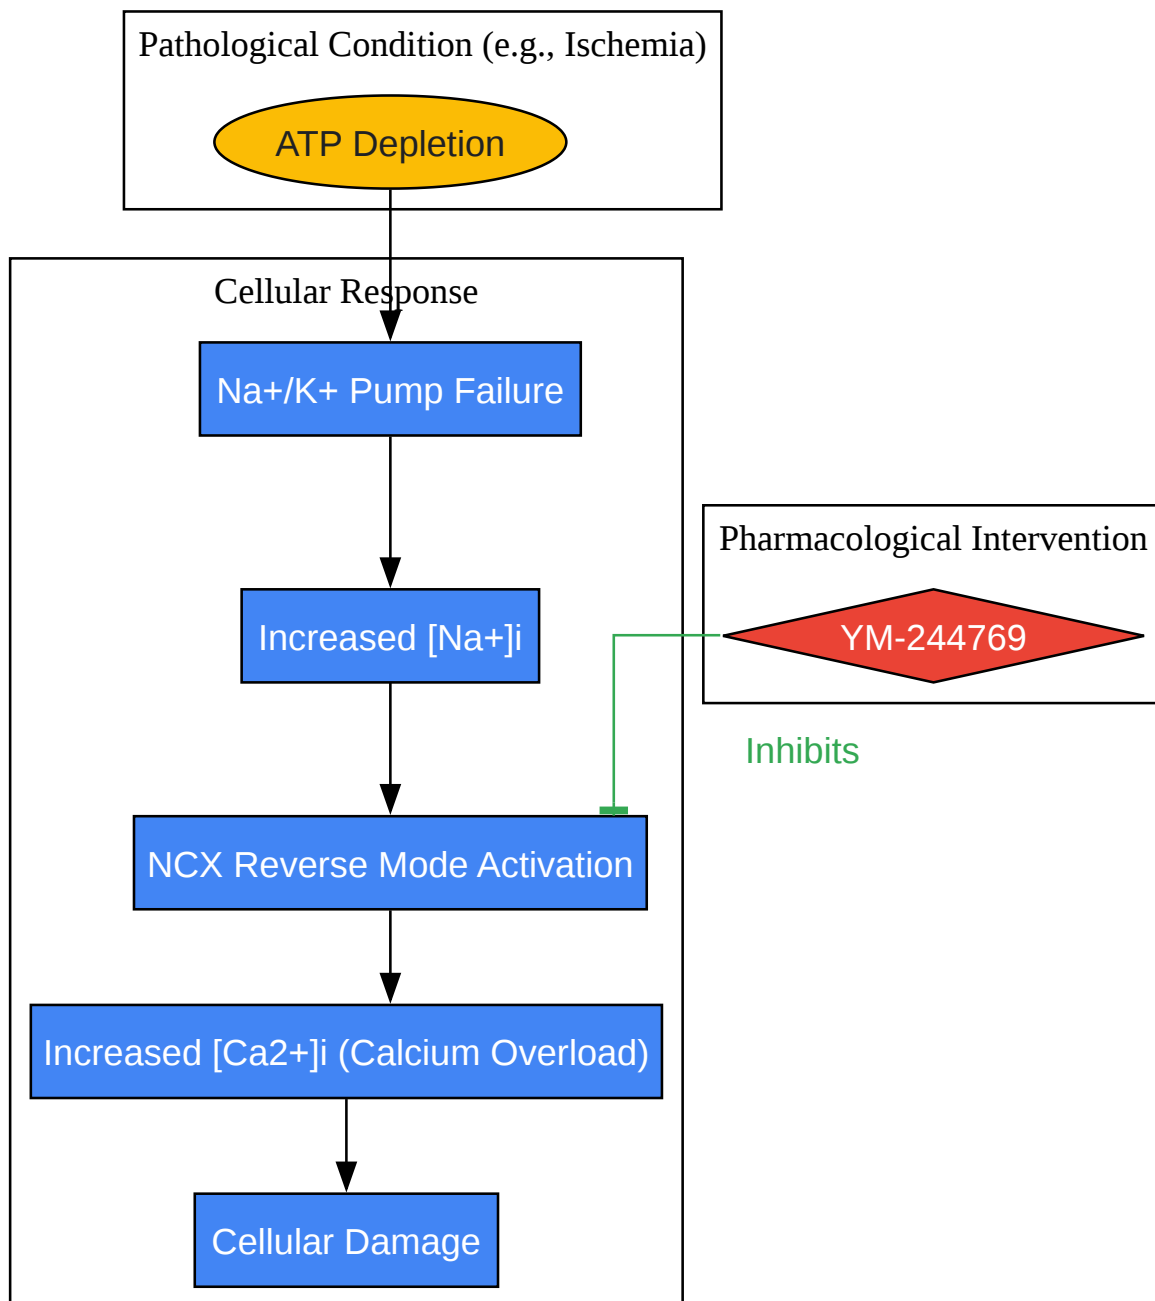 Pathological Condition (e.g., Ischemia)
ATP Depletion
Cellular Response
Na+/K+ Pump Failure
Pharmacological Intervention
Increased [Na+]i
YM-244769
Inhibits
NCX Reverse Mode Activation
Increased [Ca2+]i (Calcium Overload)
Cellular Damage